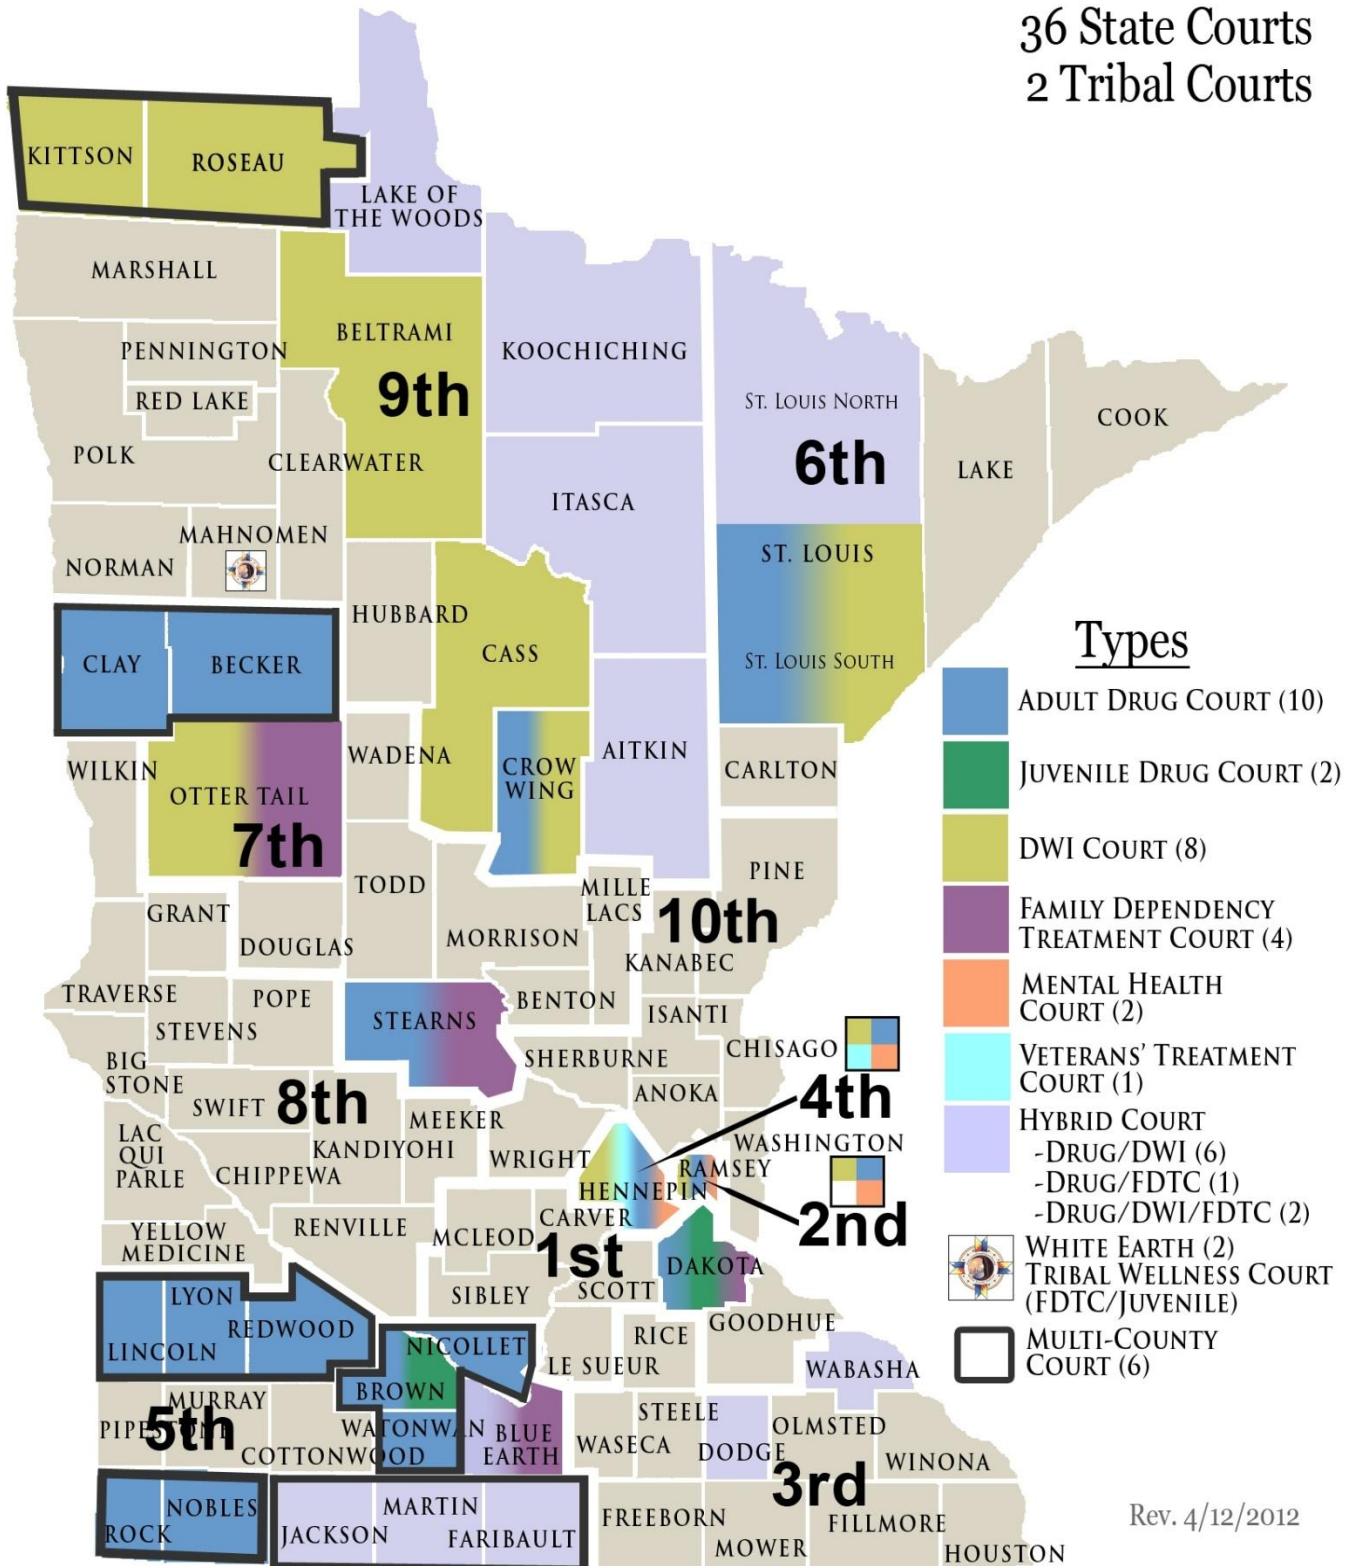 36 State Courts
2 Tribal Courts
KITTSON
ROSEAU
LAKE OF
THE WOODS
MARSHALL
BELTRAMI
PENNINGTON
KOOCHICHING
9th
RED LAKE
St. Louis North
COOK
POLK
CLEARWATER
6th
LAKE
ITASCA
MAHNOMEN
NORMAN
ST. LOUIS
HUBBARD
CASS
CLAY
BECKER
St. Louis South
WADENA
CROW
WING
AITKIN
CARLTON
WILKIN
OTTER TAIL
7th
TODD
PINE
MILLE
LACS
10th
GRANT
DOUGLAS
MORRISON
KANABEC
TRAVERSE
POPE
BENTON
ISANTI
STEVENS
STEARNS
BIG
STONE
SHERBURNE
CHISAGO
ANOKA
4th
SWIFT
8th
MEEKER
LAC
QUI
PARLE
KANDIYOHI
WASHINGTON
CHIPPEWA
WRIGHT
RAMSEY
HENNEPIN
YELLOW
MEDICINE
RENVILLE
MCLEOD
CARVER
2nd
1st
DAKOTA
SIBLEY
SCOTT
LYON
REDWOOD
LINCOLN
GOODHUE
RICE
NICOLLET
LE SUEUR
WABASHA
BROWN
MURRAY
PIPESTONE
5th
COTTONWOOD
WATONWAN
BLUE
EARTH
WASECA
STEELE
DODGE
OLMSTED
WINONA
3rd
NOBLES
ROCK
JACKSON
MARTIN
FARIBAULT
FREEBORN
MOWER
FILLMORE
HOUSTON
Types
ADULT DRUG COURT (10)
JUVENILE DRUG COURT (2)
DWI COURT (8)
FAMILY DEPENDENCY
TREATMENT COURT (4)
MENTAL HEALTH
COURT (2)
VETERANS' TREATMENT
COURT (1)
HYBRID COURT
-DRUG/DWI (6)
-DRUG/FDTC (1)
-DRUG/DWI/FDTC (2)
WHITE EARTH (2)
TRIBAL WELLNESS COURT
(FDTC/JUVENILE)
MULTI-COUNTY
COURT (6)
Rev. 4/12/2012